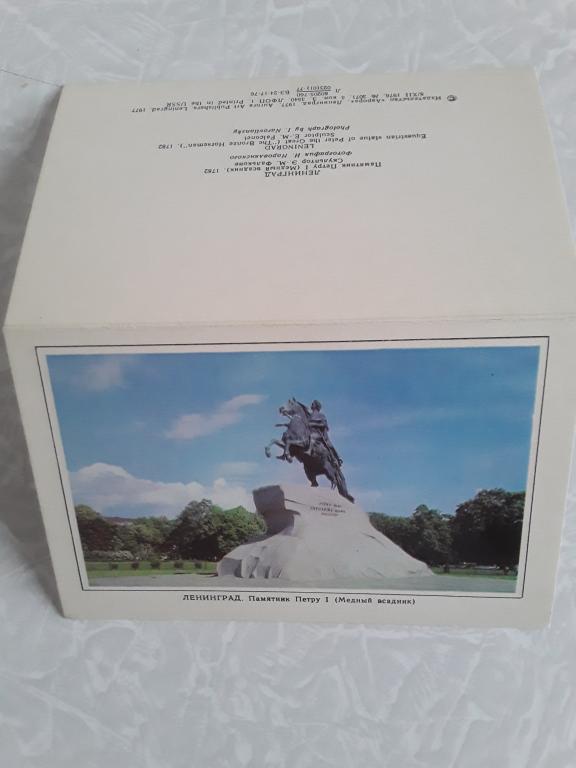 ЛЕНИНГРАД. Памятник Петру I (Медный всадник)
ЛЕНИНГРАД
Памятник Петру I (Медный всадник). 1782
Скульптор Э.-М. Фальконе
Фотография И. Наровлянского
LENINGRAD
Equestrian statue of Peter the Great ("The Bronze Horseman"). 1782
Sculptor M.-E. Falconet
Photograph by I. Narovlansky
© Издательство «Аврора». Ленинград. 1977. Aurora Art Publishers. Leningrad. 1977
Printed in the USSR